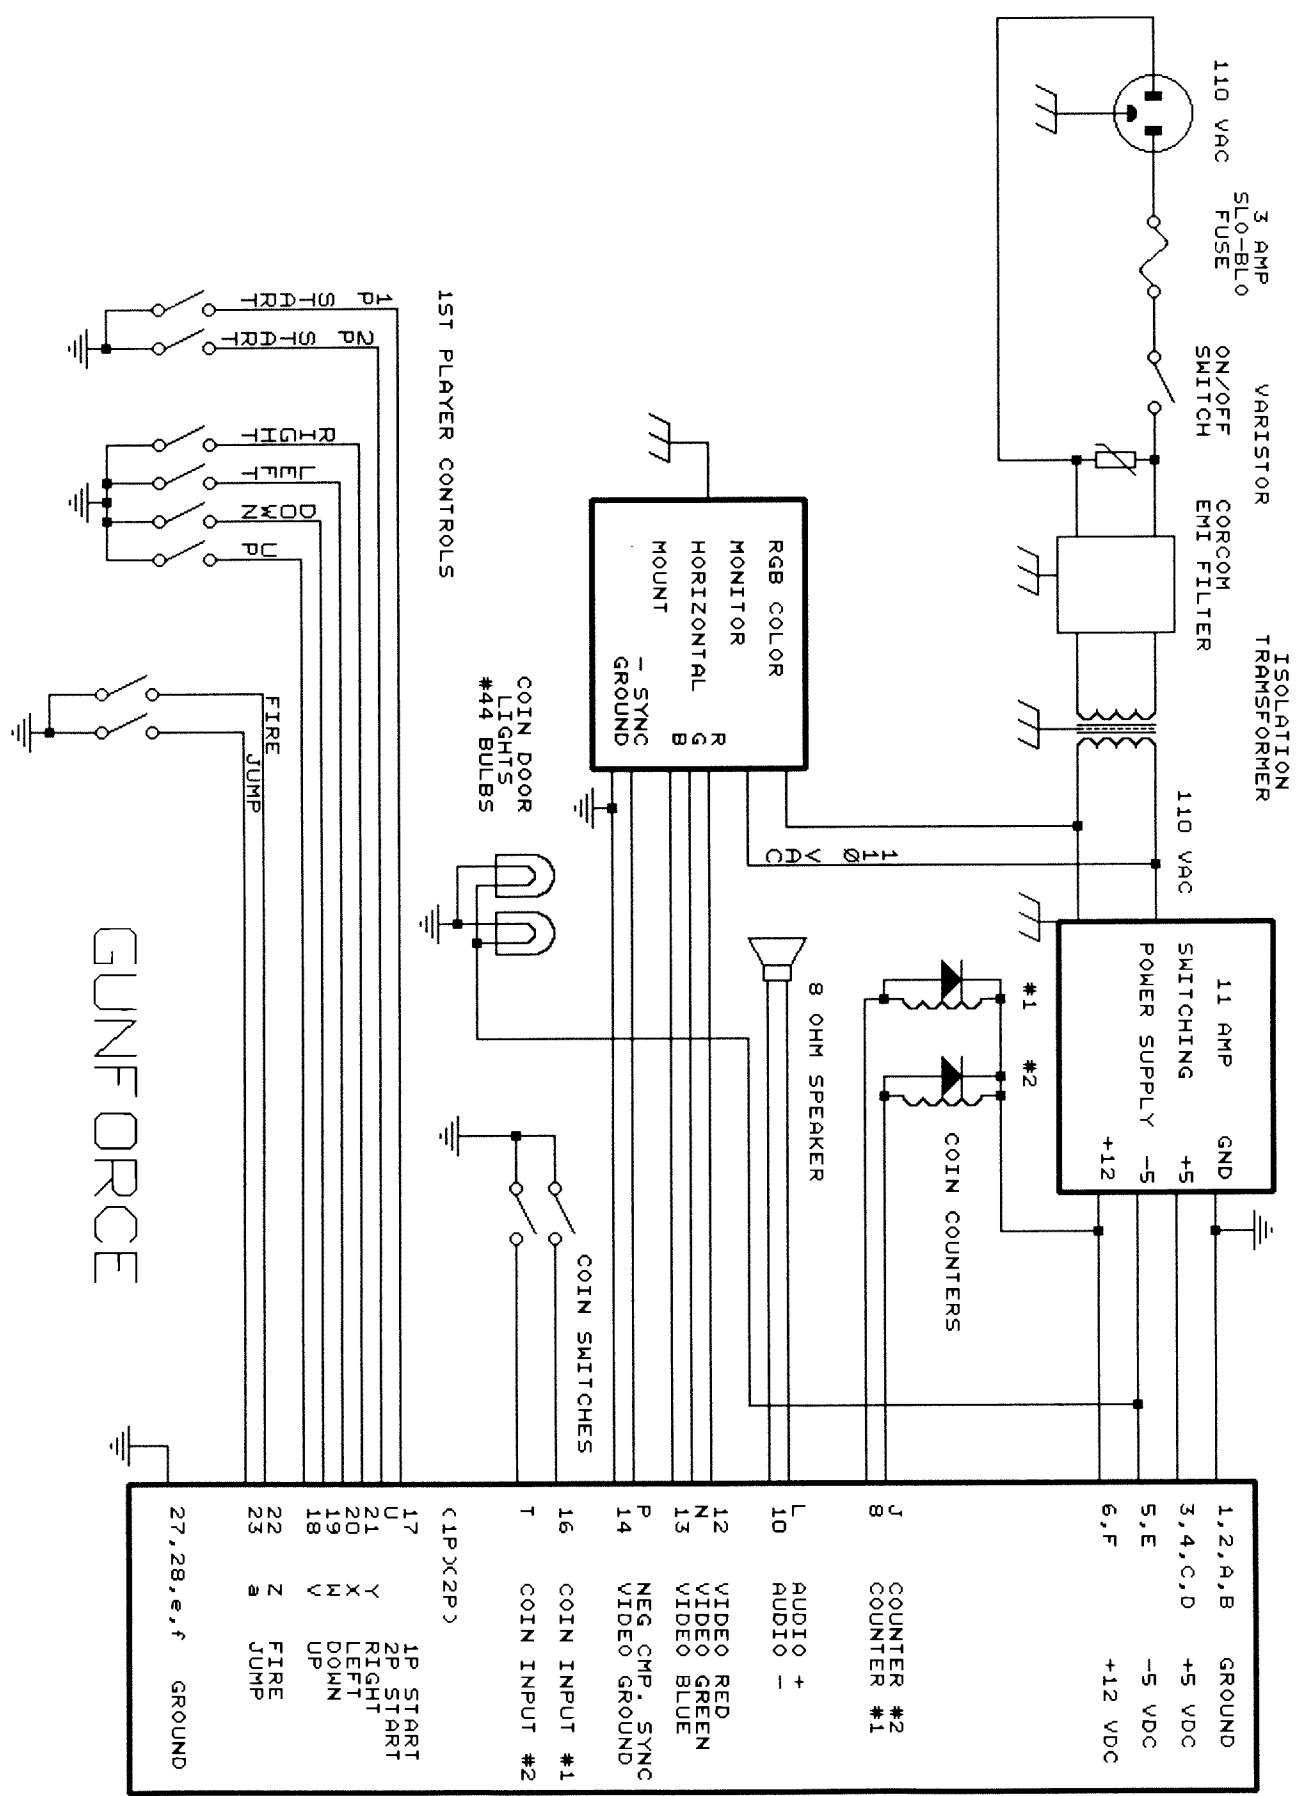 110 VAC
3 AMP
SLO-BLO
FUSE
ON/OFF
SWITCH
VARISTOR
CORCOM
EMI FILTER
ISOLATION
TRAMSFORMER
110 VAC
11 AMP
SWITCHING
POWER SUPPLY
GND
+5
-5
+12
110 VAC
#1
#2
COIN COUNTERS
8 OHM SPEAKER
RGB COLOR
MONITOR
HORIZONTAL
MOUNT
R
G
B
- SYNC
GROUND
COIN DOOR
LIGHTS
#44 BULBS
COIN SWITCHES
1ST PLAYER CONTROLS
1P START
2P START
RIGHT
LEFT
DOWN
UP
FIRE
JUMP
GUNFORCE
1,2,A,B GROUND
3,4,C,D +5 VDC
5,E -5 VDC
6,F +12 VDC
J COUNTER #2
8 COUNTER #1
L AUDIO +
10 AUDIO -
12 VIDEO RED
N VIDEO GREEN
13 VIDEO BLUE
P NEG CMP. SYNC
14 VIDEO GROUND
16 COIN INPUT #1
T COIN INPUT #2
(1P)(2P)
17 1P START
U 2P START
21 Y RIGHT
20 X LEFT
19 W DOWN
18 V UP
22 Z FIRE
23 a JUMP
27,28,e,f GROUND